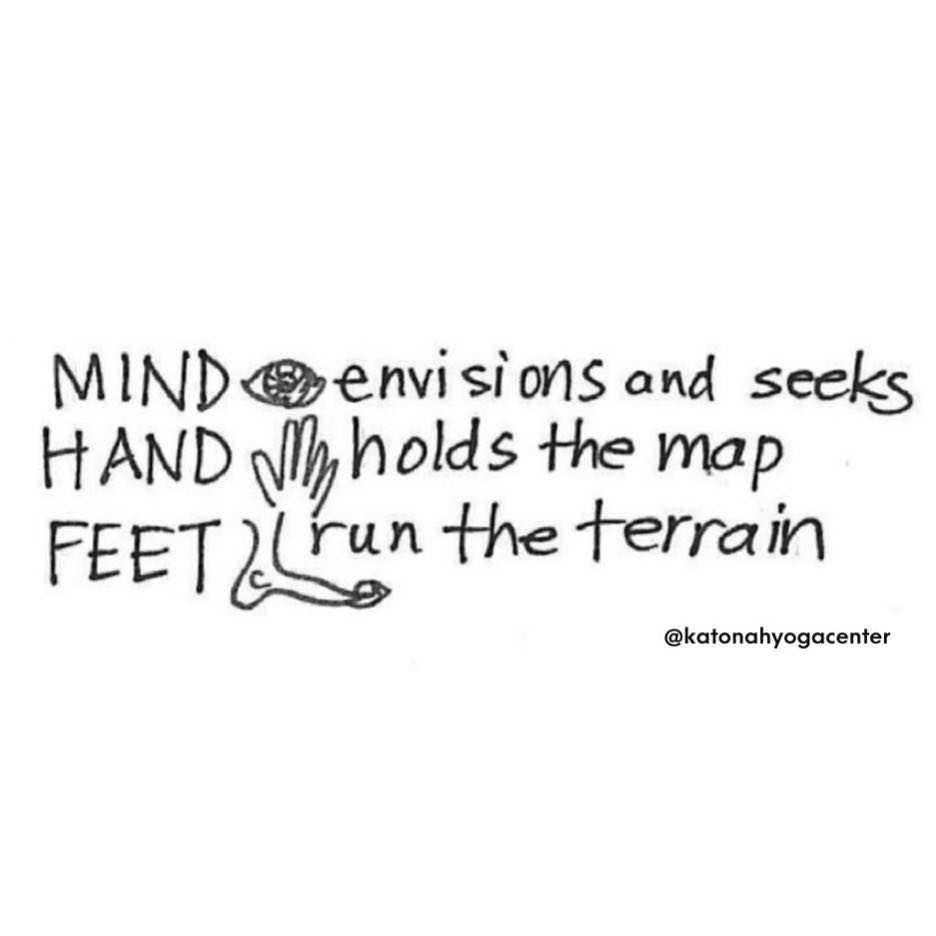 MIND envisions and seeks
HAND holds the map
FEET run the terrain
@katonahyogacenter